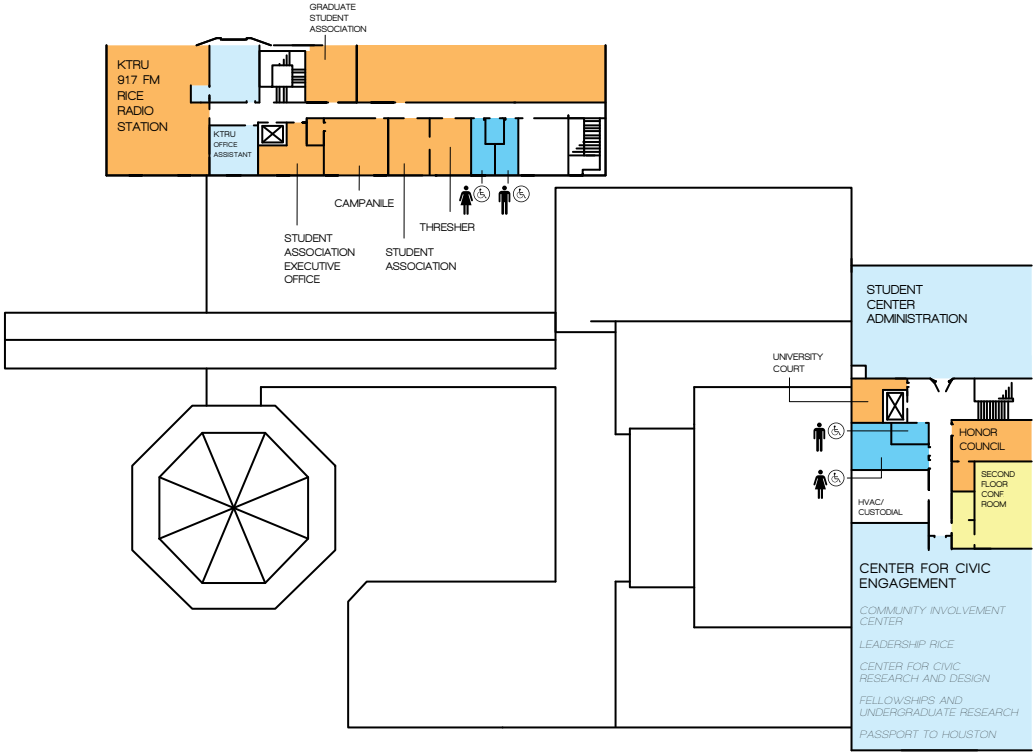 GRADUATE
STUDENT
ASSOCIATION
KTRU
917 FM
RICE
RADIO
STATION
KTRU
OFFICE
ASSISTANT
CAMPANILE
THRESHER
STUDENT
ASSOCIATION
EXECUTIVE
OFFICE
STUDENT
ASSOCIATION
STUDENT
CENTER
ADMINISTRATION
UNIVERSITY
COURT
HONOR
COUNCIL
SECOND
FLOOR
CONF
ROOM
HVAC/
CUSTODIAL
CENTER FOR CIVIC
ENGAGEMENT
COMMUNITY INVOLVEMENT
CENTER
LEADERSHIP RICE
CENTER FOR CIVIC
RESEARCH AND DESIGN
FELLOWSHIPS AND
UNDERGRADUATE RESEARCH
PASSPORT TO HOUSTON